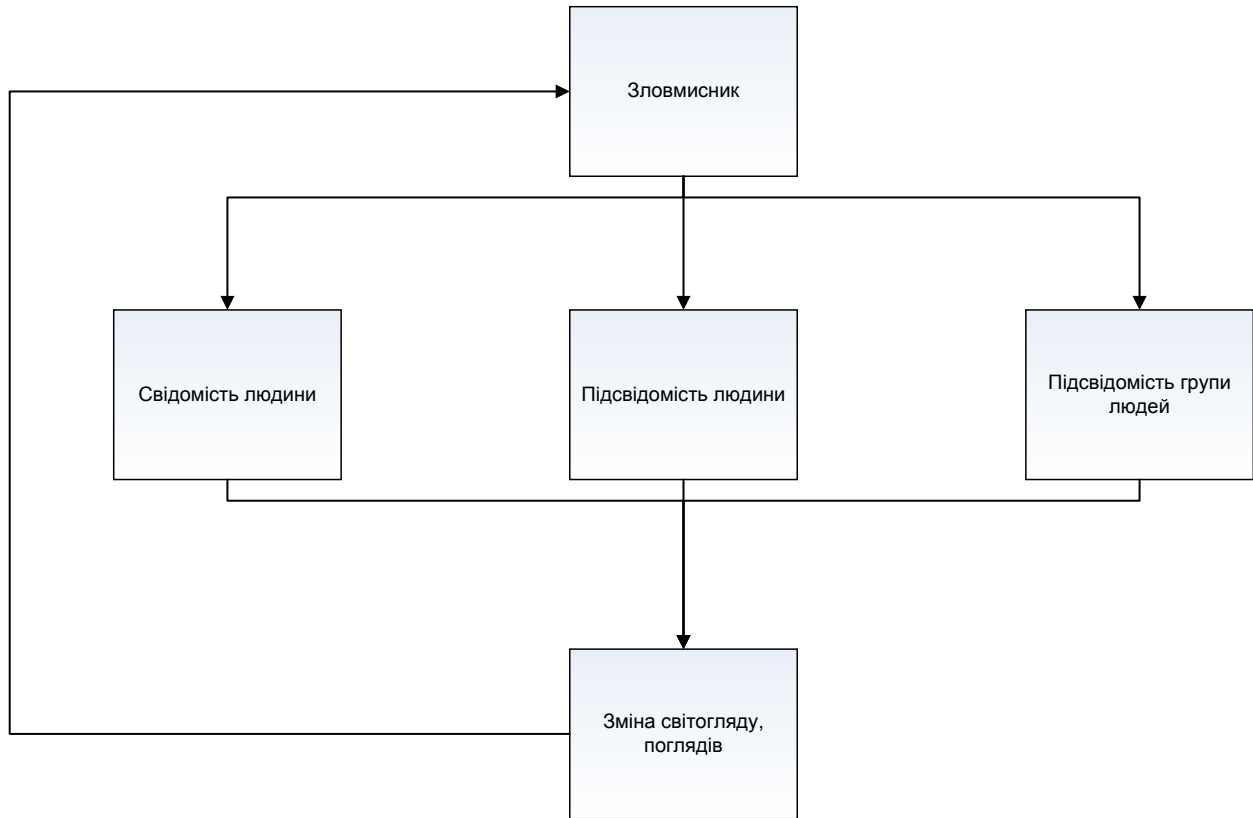 Зловмисник
Свідомість людини
Підсвідомість людини
Підсвідомість групи
людей
Зміна світогляду,
поглядів